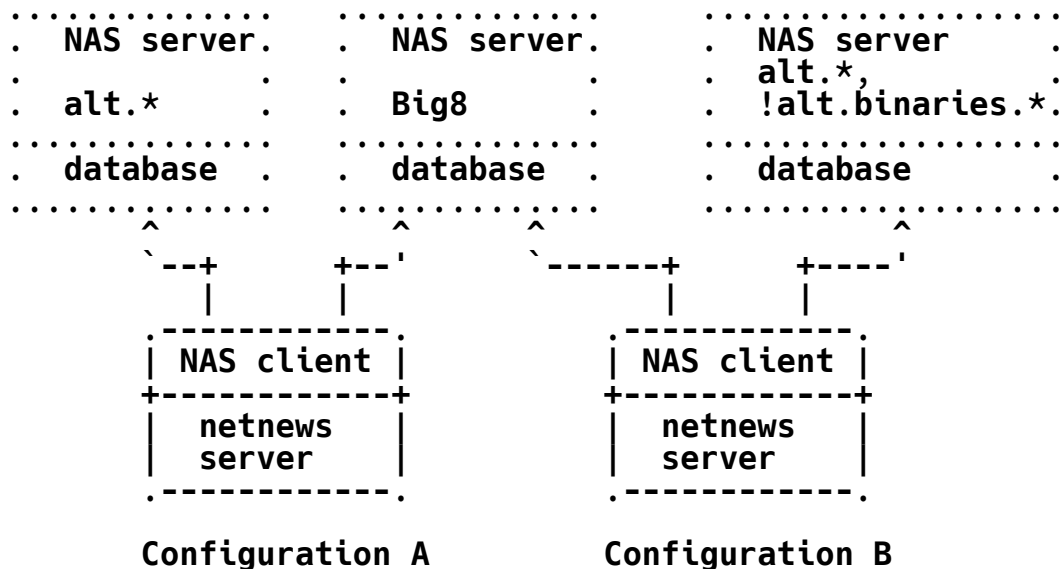 NAS server NAS server NAS server
alt.*,
alt.* Big8 !alt.binaries.*
database database database
NAS client NAS client
netnews netnews
server server
Configuration A Configuration B